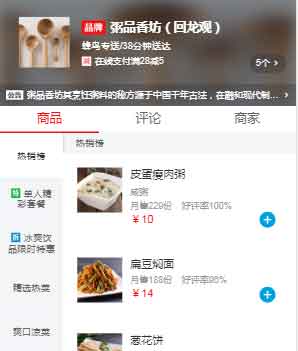 品牌 粥品香坊（回龙观）
蜂鸟专送/38分钟送达
减 在线支付满28减5
5个 >
公告 粥品香坊其烹饪粥料的秘方源于中国千年古法，在融和现代制... >
商品 评论 商家
热销榜
热销榜
皮蛋瘦肉粥
咸粥
月售229份 好评率100%
￥10
特 单人精
彩套餐
折 冰爽饮
品限时特惠
扁豆焖面
月售188份 好评率96%
￥14
精选热菜
爽口凉菜
葱花饼